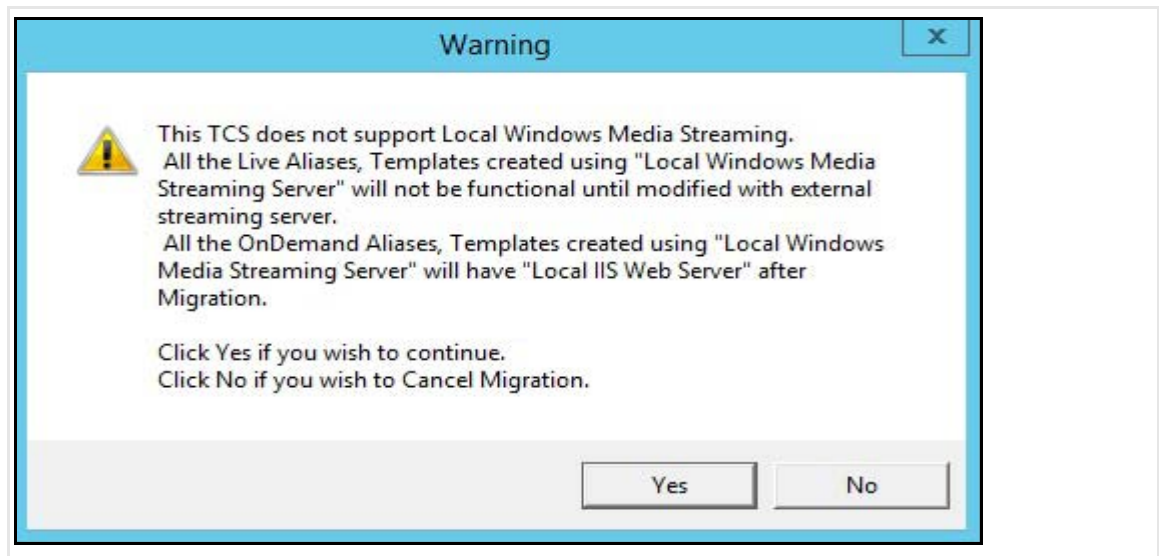 Warning
x
This TCS does not support Local Windows Media Streaming.
All the Live Aliases, Templates created using "Local Windows Media
Streaming Server" will not be functional until modified with external
streaming server.
All the OnDemand Aliases, Templates created using "Local Windows
Media Streaming Server" will have "Local IIS Web Server" after
Migration.
Click Yes if you wish to continue.
Click No if you wish to Cancel Migration.
Yes
No